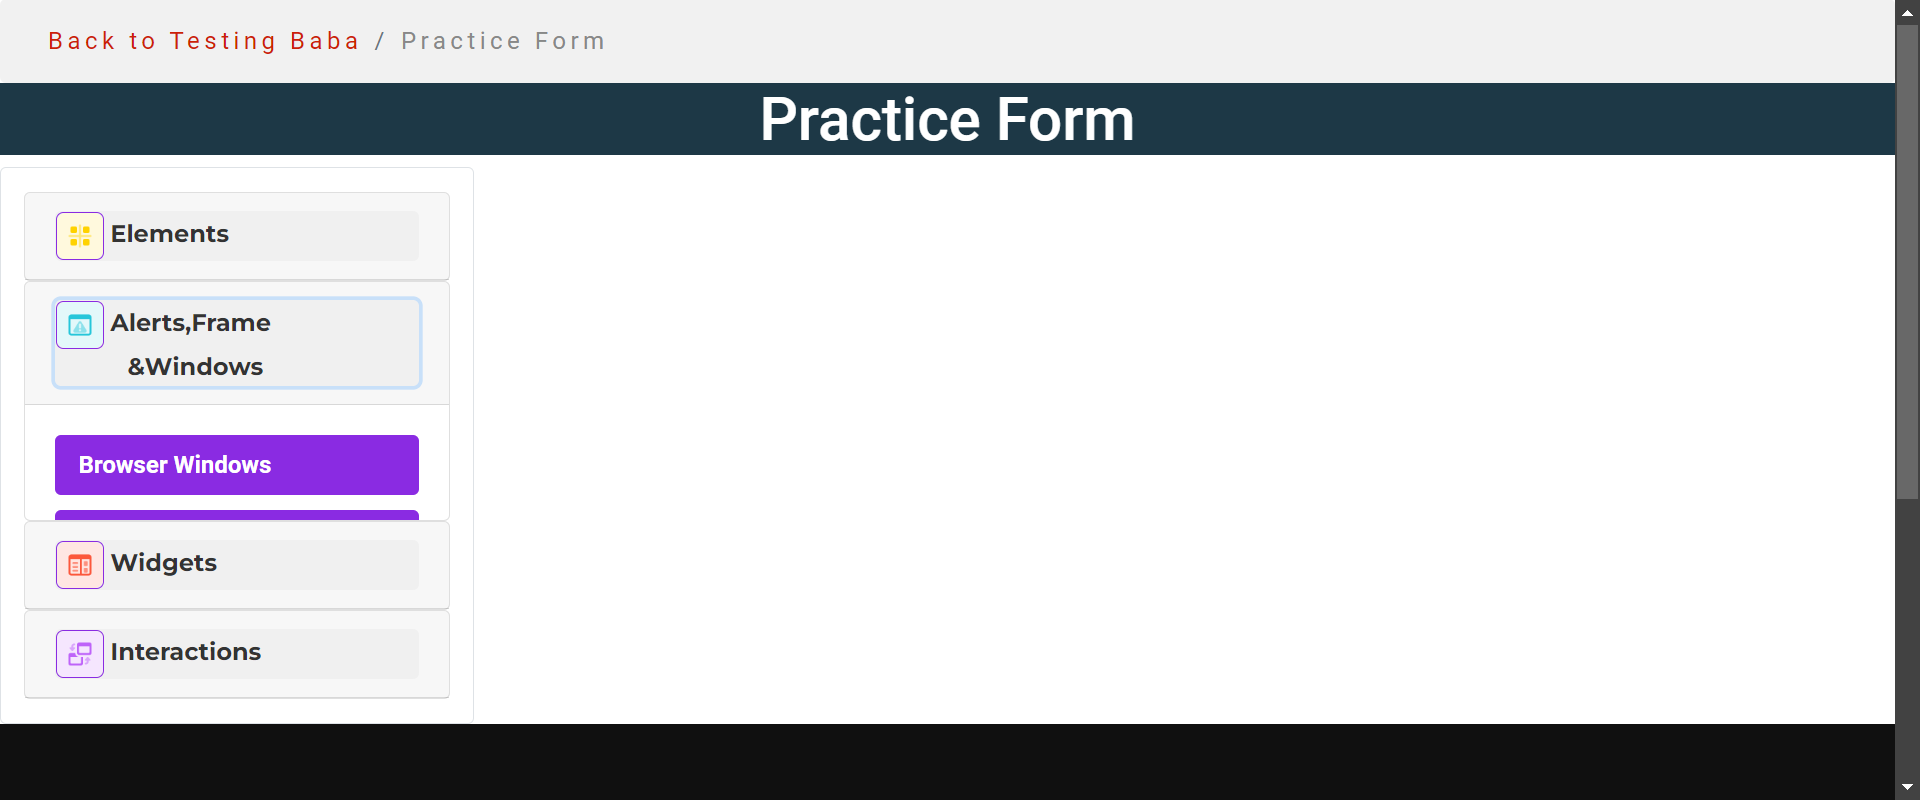 Back to Testing Baba / Practice Form
Practice Form
Elements
Alerts,Frame
&Windows
Browser Windows
Widgets
Interactions